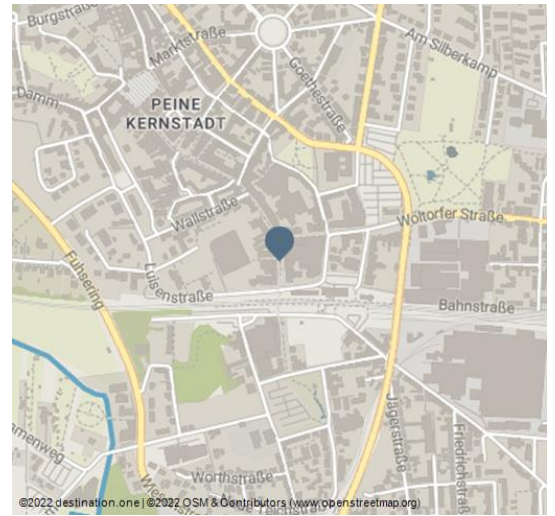 Burgstraße
Marktstraße
Am Silberkamp
Goethestraße
Damm
PEINE
KERNSTADT
Wallstraße
Woltorfer Straße
Fuhsering
Luisenstraße
Bahnstraße
Jägerstraße
Friedrichstraße
Worthstraße
©2022 destination.one | ©2022 OSM & Contributors (www.openstreetmap.org)